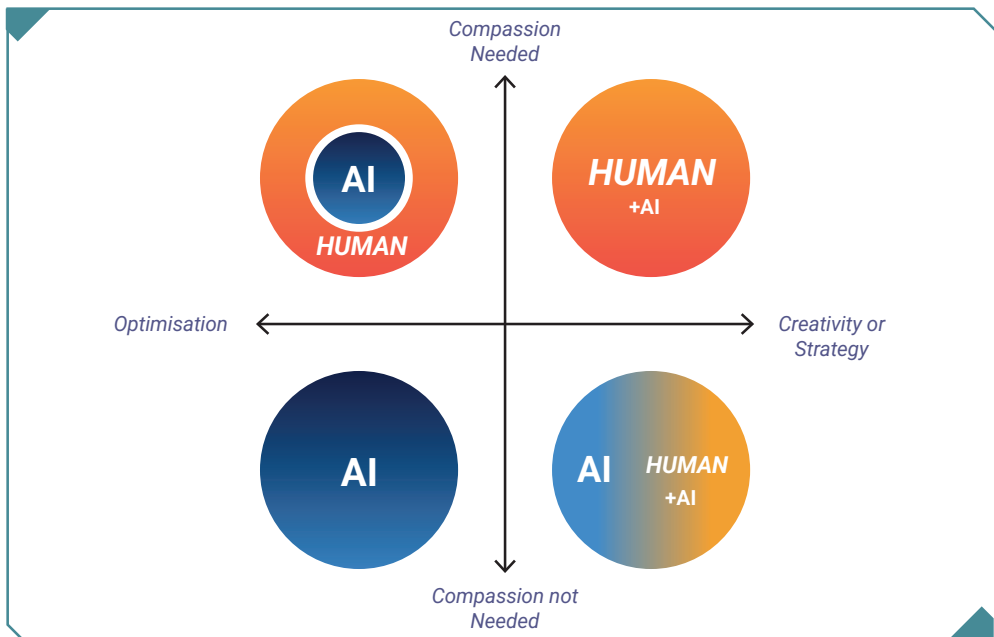 Compassion
Needed
AI
HUMAN
HUMAN
+AI
Optimisation
Creativity or
Strategy
AI
AI
HUMAN
+AI
Compassion not
Needed